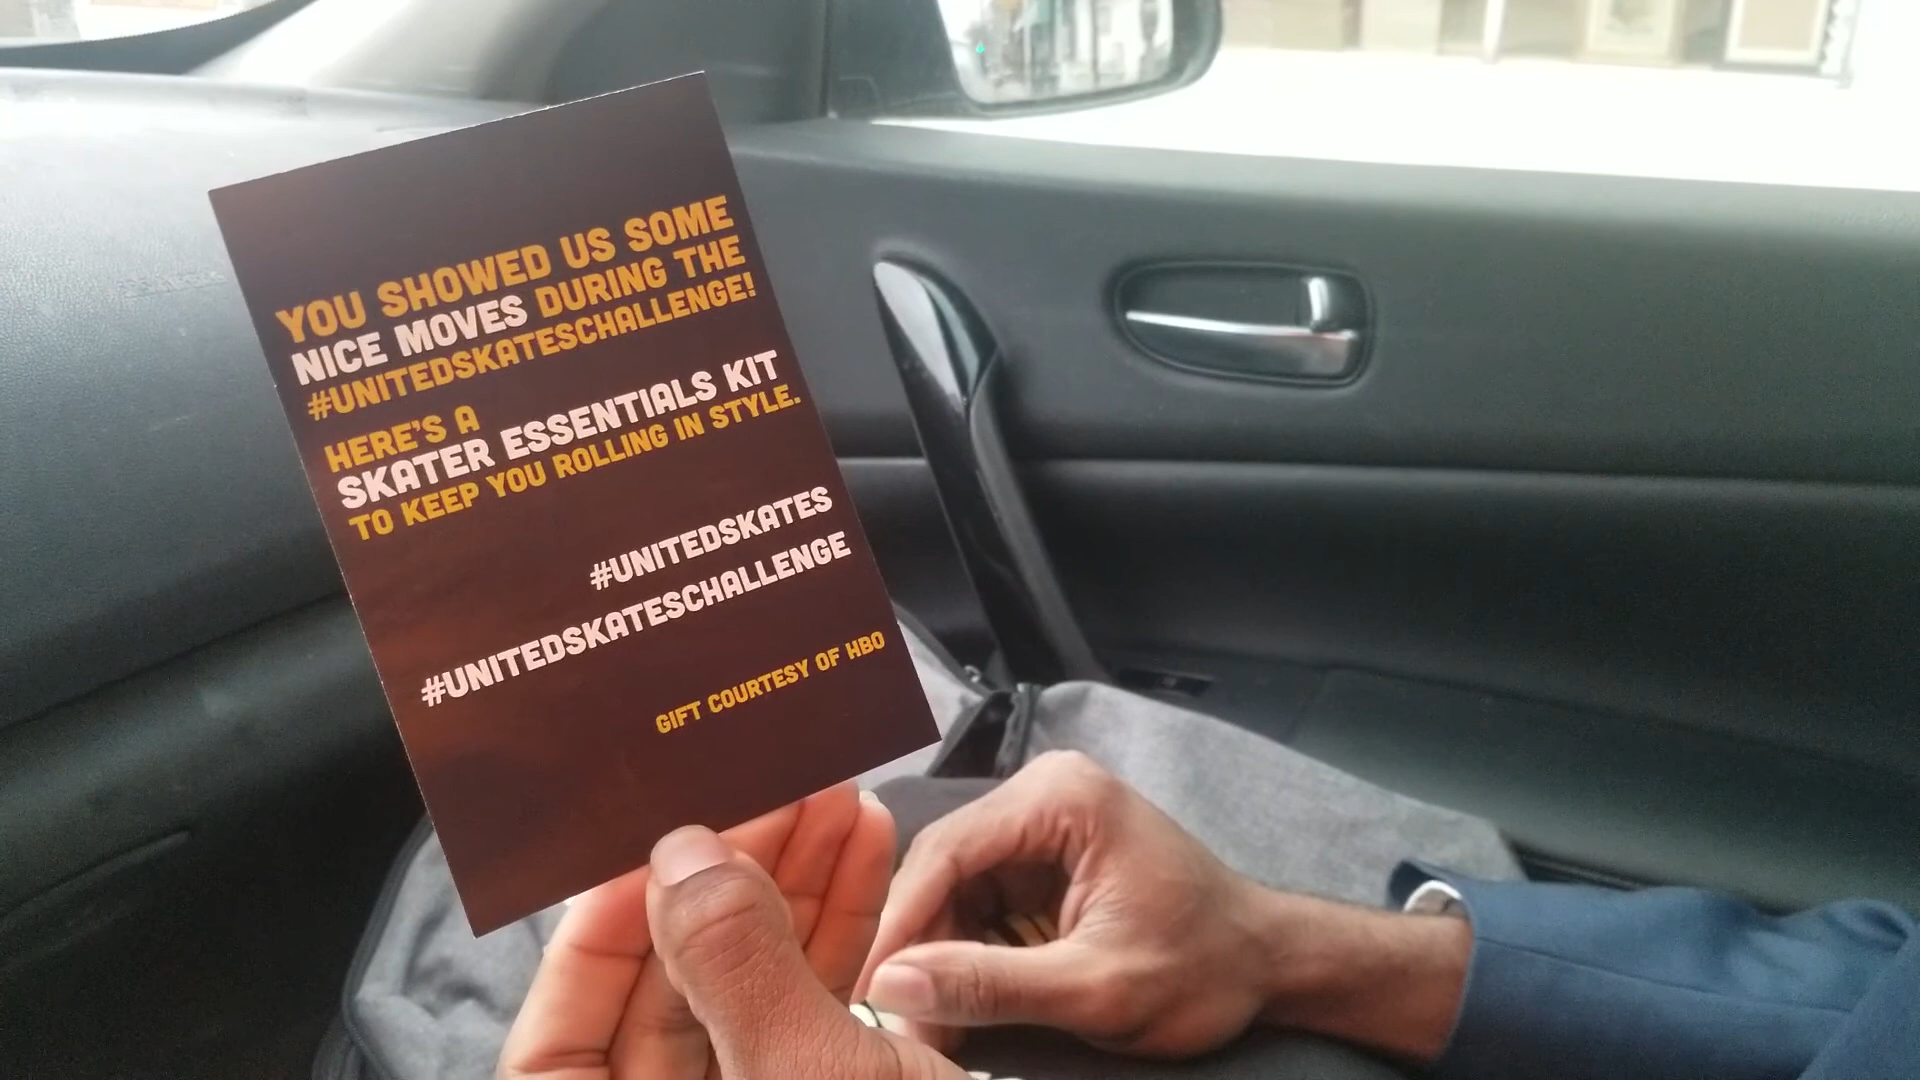 YOU SHOWED US SOME
NICE MOVES DURING THE
#UNITEDSKATESCHALLENGE!
HERE'S A
SKATER ESSENTIALS KIT
TO KEEP YOU ROLLING IN STYLE.
#UNITEDSKATES
#UNITEDSKATESCHALLENGE
GIFT COURTESY OF HBO